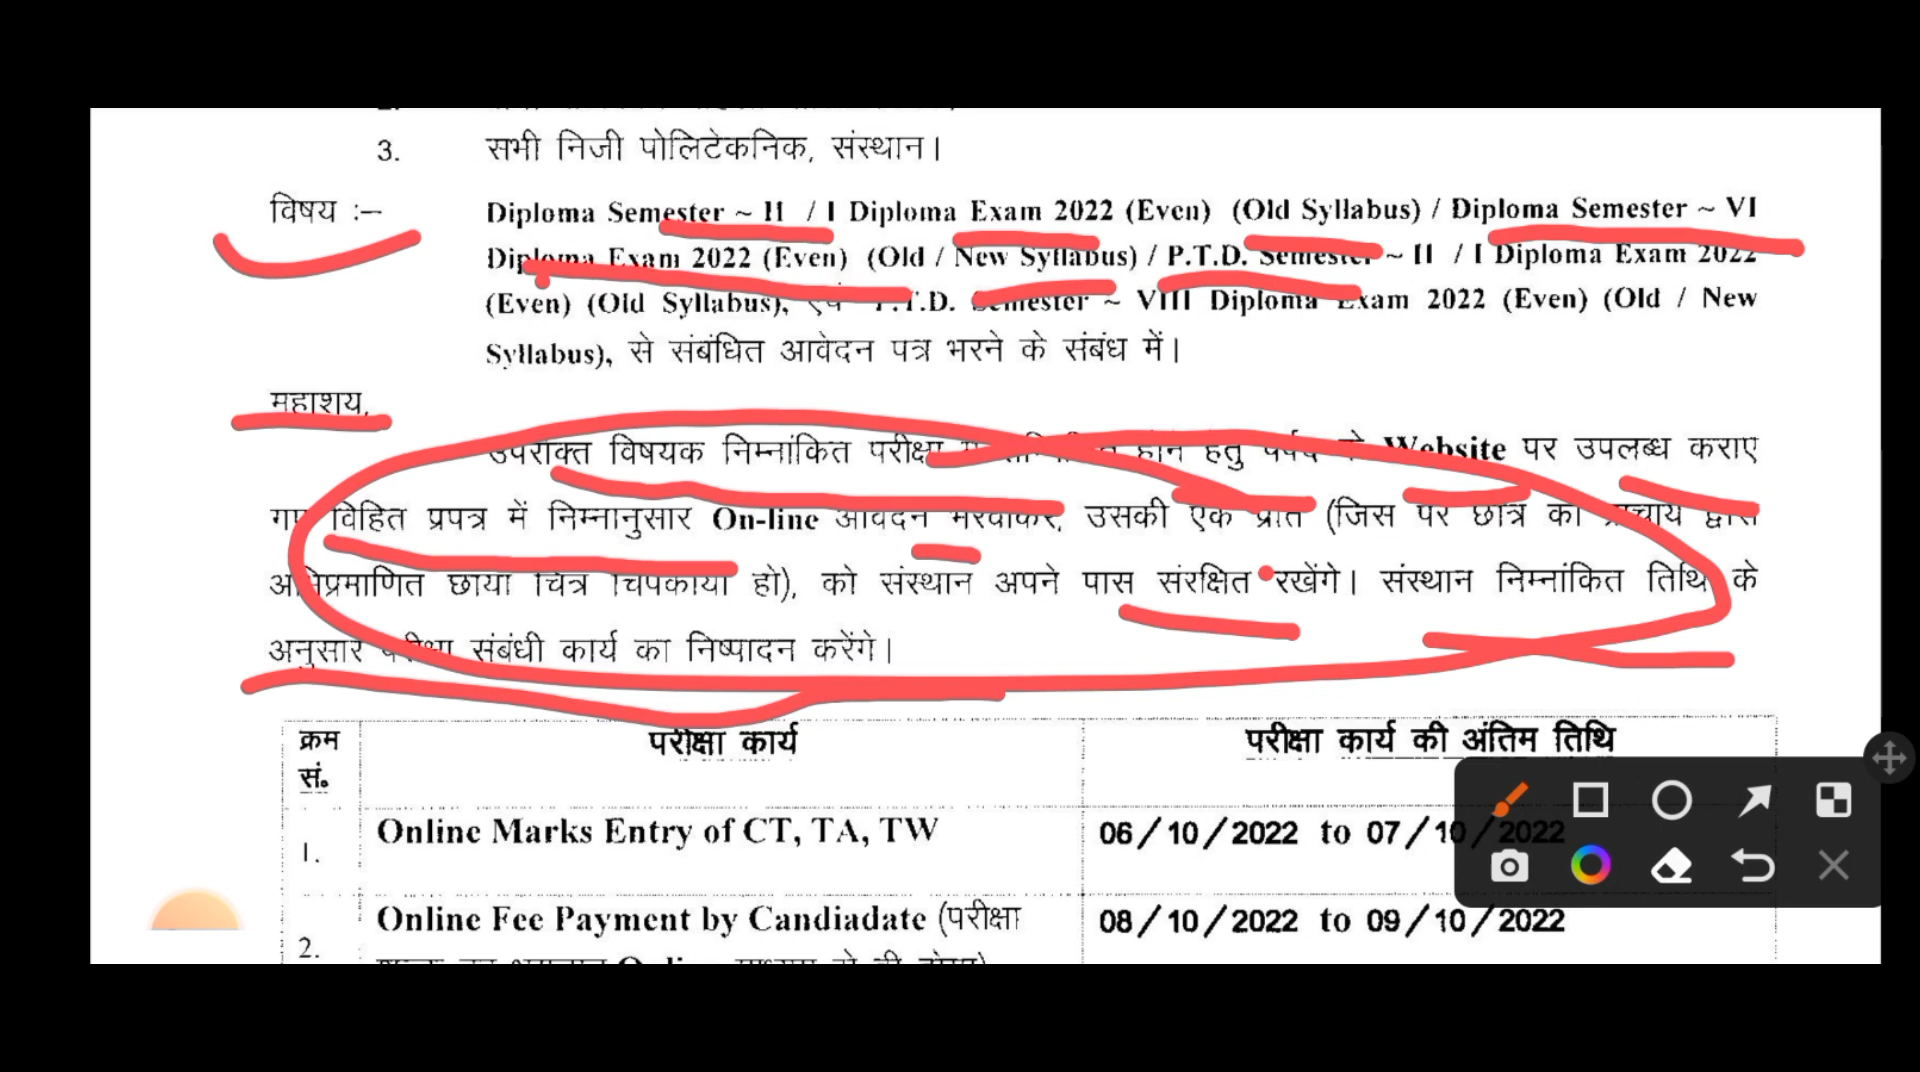 3. सभी निजी पोलिटेकनिक, संस्थान।
विषय :– Diploma Semester ~ II / I Diploma Exam 2022 (Even) (Old Syllabus) / Diploma Semester ~ VI
Diploma Exam 2022 (Even) (Old / New Syllabus) / P.T.D. Semester ~ II / I Diploma Exam 2022
(Even) (Old Syllabus), एवं P.T.D. Semester ~ VIII Diploma Exam 2022 (Even) (Old / New
Syllabus), से संबंधित आवेदन पत्र भरने के संबंध में।
महाशय,
उपरोक्त विषयक निम्नांकित परीक्षा होने हेतु पर्षद Website पर उपलब्ध कराए
गए विहित प्रपत्र में निम्नानुसार On-line आवेदन भरवाकर, उसकी एक प्रति (जिस पर छात्र का प्राचार्य द्वारा
अभिप्रमाणित छाया चित्र चिपकाया हो), को संस्थान अपने पास संरक्षित रखेंगे। संस्थान निम्नांकित तिथि के
अनुसार परीक्षा संबंधी कार्य का निष्पादन करेंगे।
क्रम सं. परीक्षा कार्य परीक्षा कार्य की अंतिम तिथि
1. Online Marks Entry of CT, TA, TW 06/10/2022 to 07/10/2022
2. Online Fee Payment by Candiadate (परीक्षा 08/10/2022 to 09/10/2022